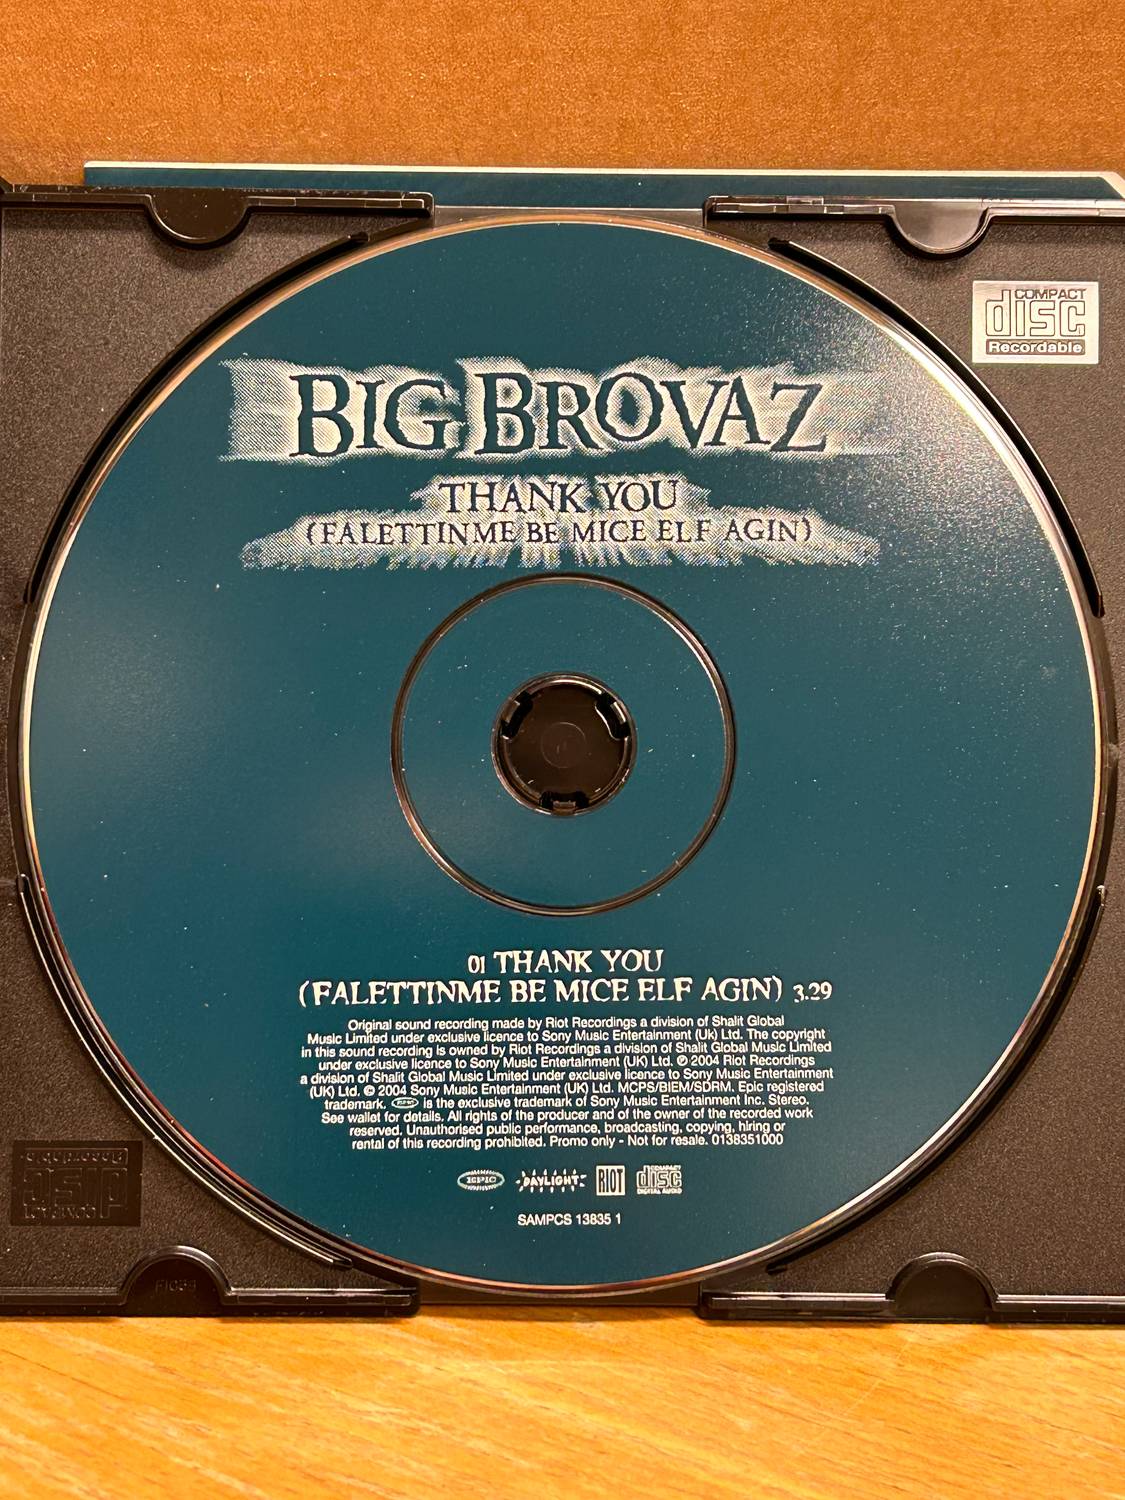 COMPACT
disc
Recordable
BIG BROVAZ
THANK YOU
(FALETTINME BE MICE ELF AGIN)
01 THANK YOU
(FALETTINME BE MICE ELF AGIN) 3.29
Original sound recording made by Riot Recordings a division of Shalit Global
Music Limited under exclusive licence to Sony Music Entertainment (Uk) Ltd. The copyright
in this sound recording is owned by Riot Recordings a division of Shalit Global Music Limited
under exclusive licence to Sony Music Entertainment (UK) Ltd. ℗ 2004 Riot Recordings
a division of Shalit Global Music Limited under exclusive licence to Sony Music Entertainment
(UK) Ltd. © 2004 Sony Music Entertainment (UK) Ltd. MCPS/BIEM/SDRM. Epic registered
trademark. EPIC is the exclusive trademark of Sony Music Entertainment Inc. Stereo.
See wallet for details. All rights of the producer and of the owner of the recorded work
reserved. Unauthorised public performance, broadcasting, copying, hiring or
rental of this recording prohibited. Promo only - Not for resale. 0138351000
EPIC DAYLIGHT RIOT COMPACT disc DIGITAL AUDIO
SAMPCS 13835 1
COMPACT
disc
Recordable